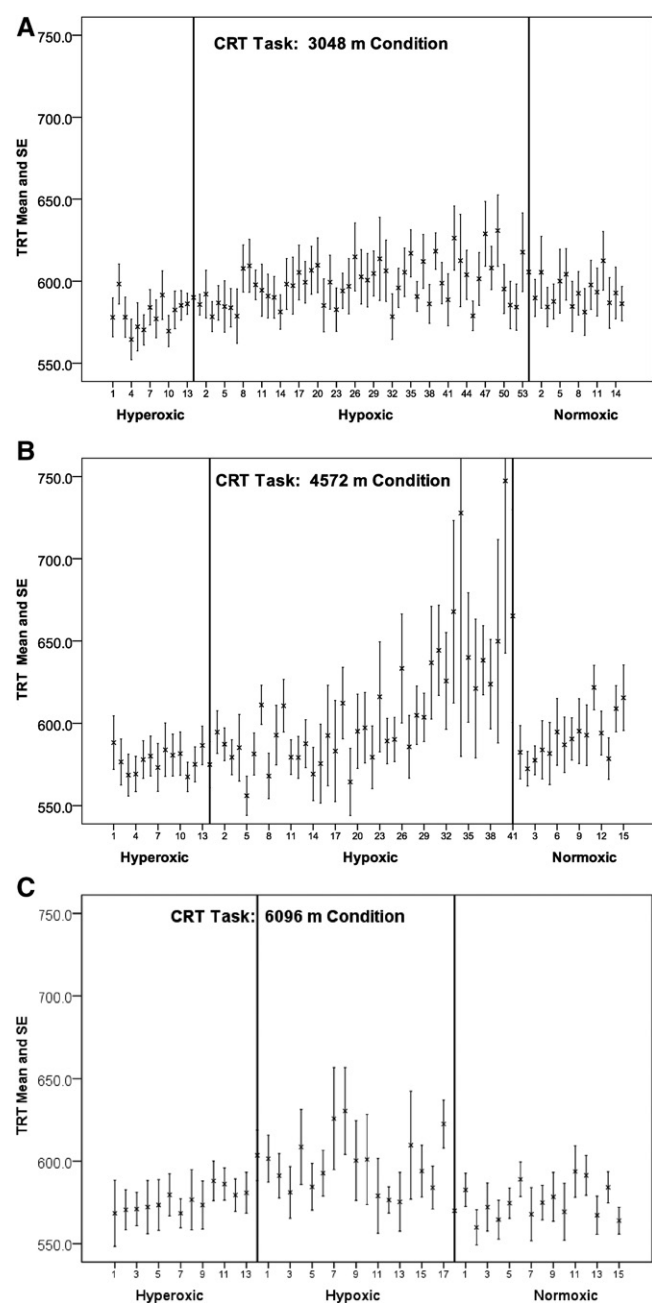 A
CRT Task: 3048 m Condition
TRT Mean and SE
750.0
700.0
650.0
600.0
550.0
1 4 7 10 13 2 5 8 11 14 17 20 23 26 29 32 35 38 41 44 47 50 53 2 5 8 11 14
Hyperoxic Hypoxic Normoxic
B
CRT Task: 4572 m Condition
TRT Mean and SE
750.0
700.0
650.0
600.0
550.0
1 4 7 10 13 2 5 8 11 14 17 20 23 26 29 32 35 38 41 3 6 9 12 15
Hyperoxic Hypoxic Normoxic
C
CRT Task: 6096 m Condition
TRT Mean and SE
750.0
700.0
650.0
600.0
550.0
1 3 5 7 9 11 13 1 3 5 7 9 11 13 15 17 1 3 5 7 9 11 13 15
Hyperoxic Hypoxic Normoxic